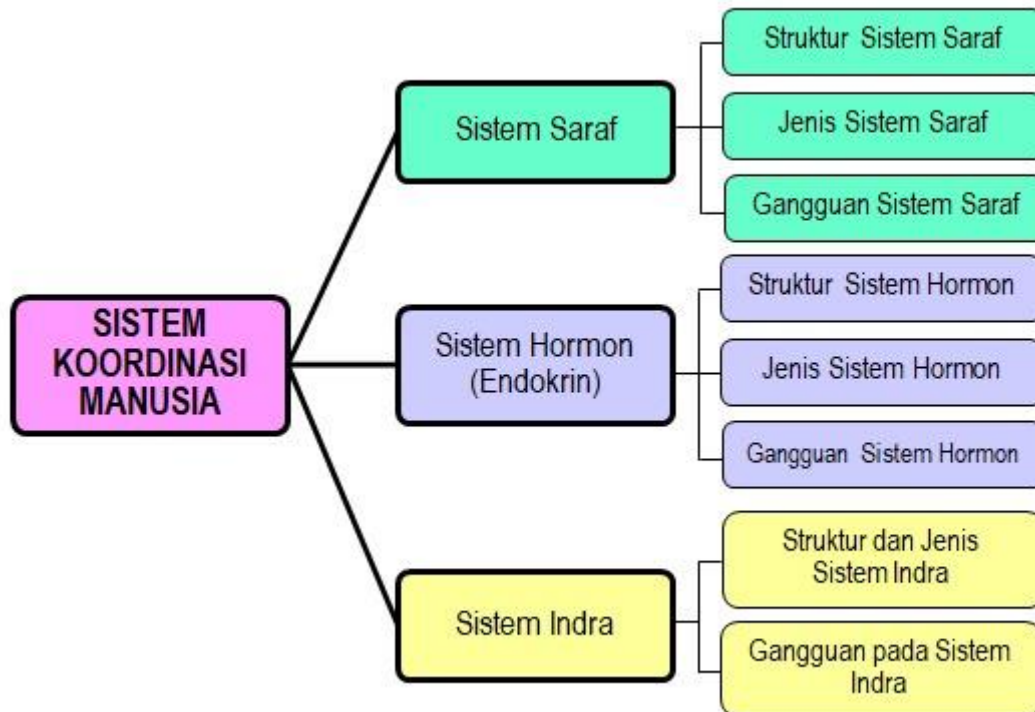 SISTEM
KOORDINASI
MANUSIA
Sistem Saraf
Struktur Sistem Saraf
Jenis Sistem Saraf
Gangguan Sistem Saraf
Sistem Hormon
(Endokrin)
Struktur Sistem Hormon
Jenis Sistem Hormon
Gangguan Sistem Hormon
Sistem Indra
Struktur dan Jenis
Sistem Indra
Gangguan pada Sistem
Indra